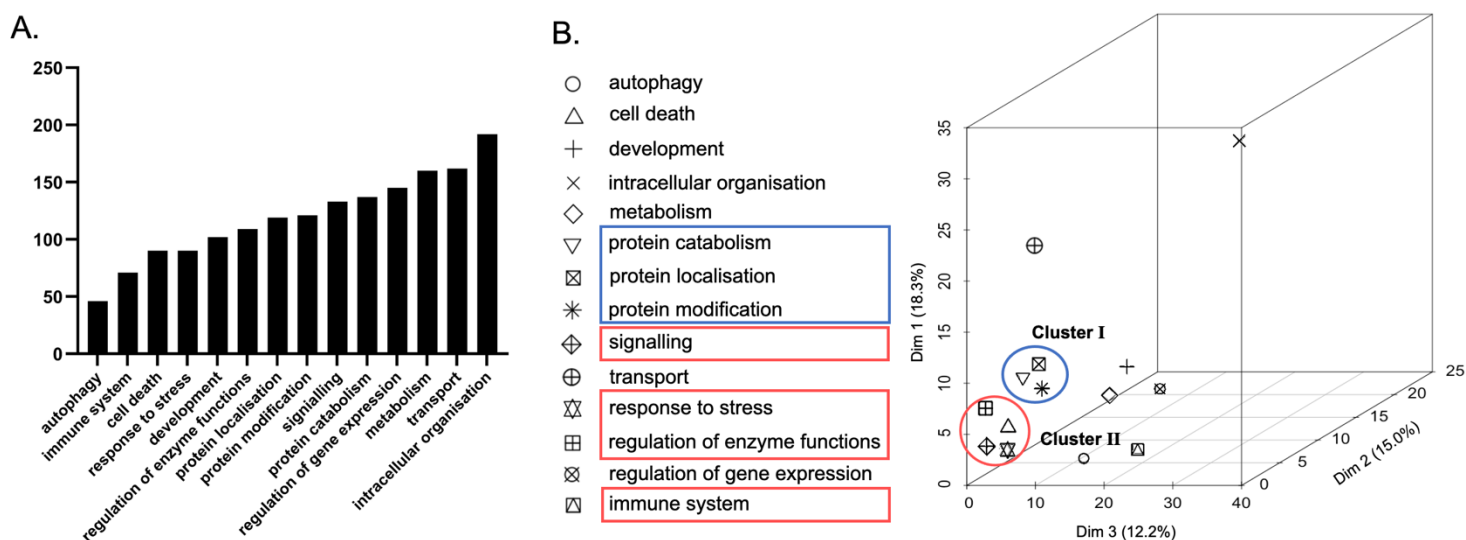 A.
250
200
150
100
50
0
autophagy
immune system
cell death
response to stress
development
regulation of enzyme functions
protein localisation
protein modification
signialling
protein catabolism
regulation of gene expression
metabolism
transport
intracellular organisation
B.
autophagy
cell death
development
intracellular organisation
metabolism
protein catabolism
protein localisation
protein modification
signalling
transport
response to stress
regulation of enzyme functions
regulation of gene expression
immune system
Dim 1 (18.3%)
35
30
25
20
15
10
5
0
Cluster I
Cluster II
0
10
20
30
40
Dim 3 (12.2%)
0
5
10
15
20
25
Dim 2 (15.0%)